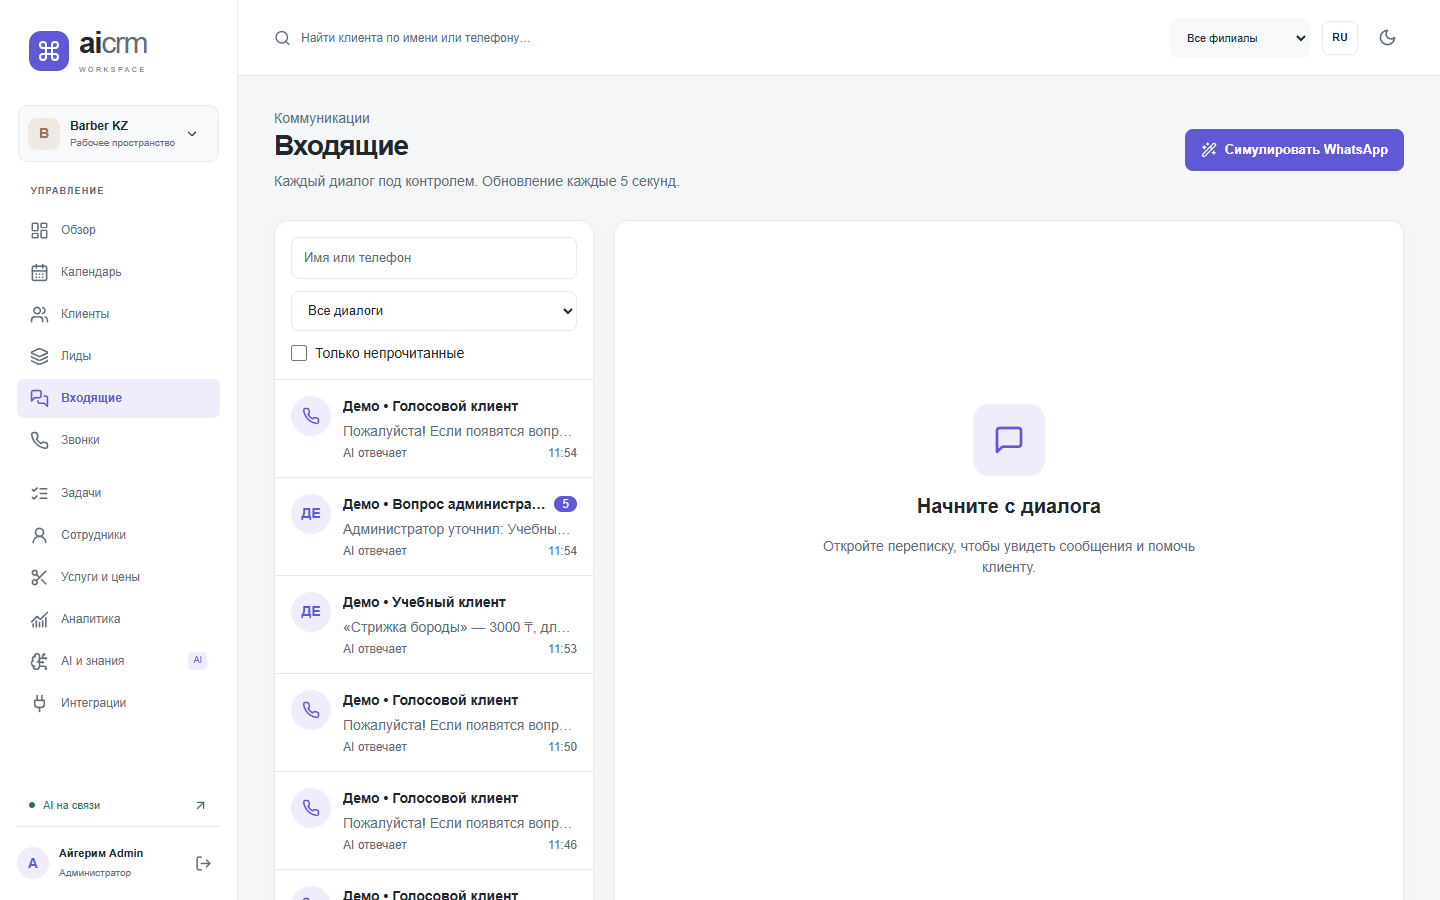 aicrm
WORKSPACE
B
Barber KZ
Рабочее пространство
УПРАВЛЕНИЕ
Обзор
Календарь
Клиенты
Лиды
Входящие
Звонки
Задачи
Сотрудники
Услуги и цены
Аналитика
AI и знания
AI
Интеграции
AI на связи
A
Айгерим Admin
Администратор
Найти клиента по имени или телефону...
Все филиалы
RU
Коммуникации
Входящие
Каждый диалог под контролем. Обновление каждые 5 секунд.
Симулировать WhatsApp
Имя или телефон
Все диалоги
Только непрочитанные
Демо • Голосовой клиент
Пожалуйста! Если появятся вопр...
AI отвечает 11:54
ДЕ
Демо • Вопрос администра... 5
Администратор уточнил: Учебны...
AI отвечает 11:54
ДЕ
Демо • Учебный клиент
«Стрижка бороды» — 3000 ₸, дл...
AI отвечает 11:53
Демо • Голосовой клиент
Пожалуйста! Если появятся вопр...
AI отвечает 11:50
Демо • Голосовой клиент
Пожалуйста! Если появятся вопр...
AI отвечает 11:46
Демо • Голосовой клиент
Начните с диалога
Откройте переписку, чтобы увидеть сообщения и помочь
клиенту.